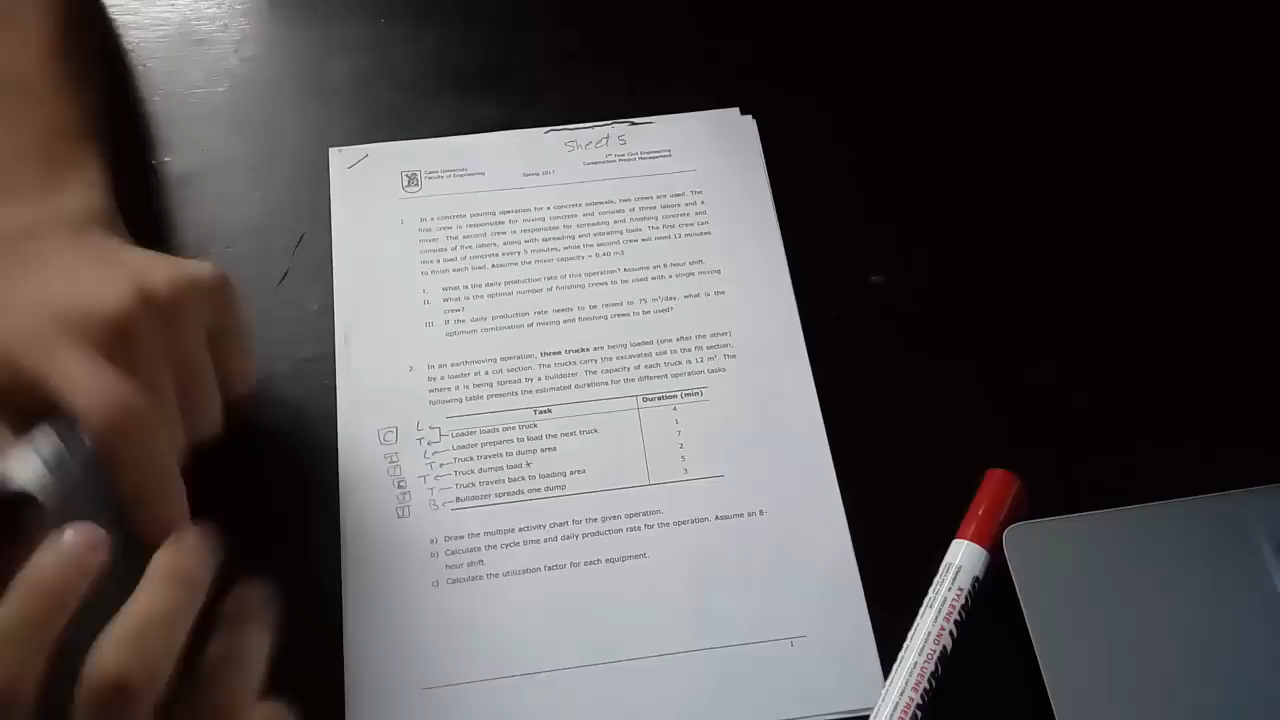 Sheet 5
Cairo University
Faculty of Engineering
Spring 2017
2nd Year Civil Engineering
Construction Project Management
1. In a concrete pouring operation for a concrete sidewalk, two crews are used. The
first crew is responsible for mixing concrete and consists of three labors and a
mixer. The second crew is responsible for spreading and finishing concrete and
consists of five labors, along with spreading and vibrating tools. The first crew can
mix a load of concrete every 5 minutes, while the second crew will need 12 minutes
to finish each load. Assume the mixer capacity = 0.40 m3.
I. What is the daily production rate of this operation? Assume an 8-hour shift.
II. What is the optimal number of finishing crews to be used with a single mixing
crew?
III. If the daily production rate needs to be raised to 75 m³/day, what is the
optimum combination of mixing and finishing crews to be used?
2. In an earthmoving operation, three trucks are being loaded (one after the other)
by a loader at a cut section. The trucks carry the excavated soil to the fill section,
where it is being spread by a bulldozer. The capacity of each truck is 12 m³. The
following table presents the estimated durations for the different operation tasks.
Task Duration (min)
C L T Loader loads one truck 4
L Loader prepares to load the next truck 1
T Truck travels to dump area 7
T Truck dumps load 2
T Truck travels back to loading area 5
B Bulldozer spreads one dump 3
a) Draw the multiple activity chart for the given operation.
b) Calculate the cycle time and daily production rate for the operation. Assume an 8-
hour shift.
c) Calculate the utilization factor for each equipment.
1
XYLENE AND TOLUENE FREE